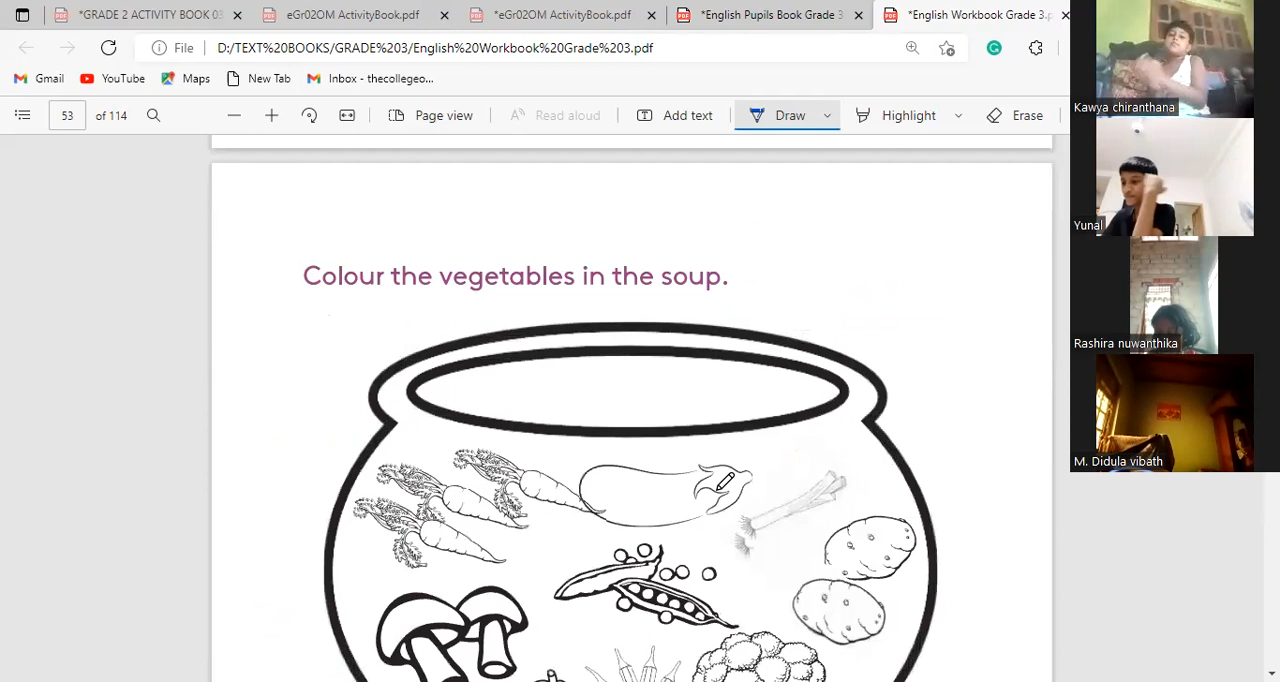 *GRADE 2 ACTIVITY BOOK 03
eGr02OM ActivityBook.pdf
*eGr02OM ActivityBook.pdf
*English Pupils Book Grade 3
*English Workbook Grade 3.p
File
D:/TEXT%20BOOKS/GRADE%203/English%20Workbook%20Grade%203.pdf
Gmail
YouTube
Maps
New Tab
Inbox - thecollegeo...
53 of 114
Page view
Read aloud
Add text
Draw
Highlight
Erase
Colour the vegetables in the soup.
Kawya chiranthana
Yunal
Rashira nuwanthika
M. Didula vibath